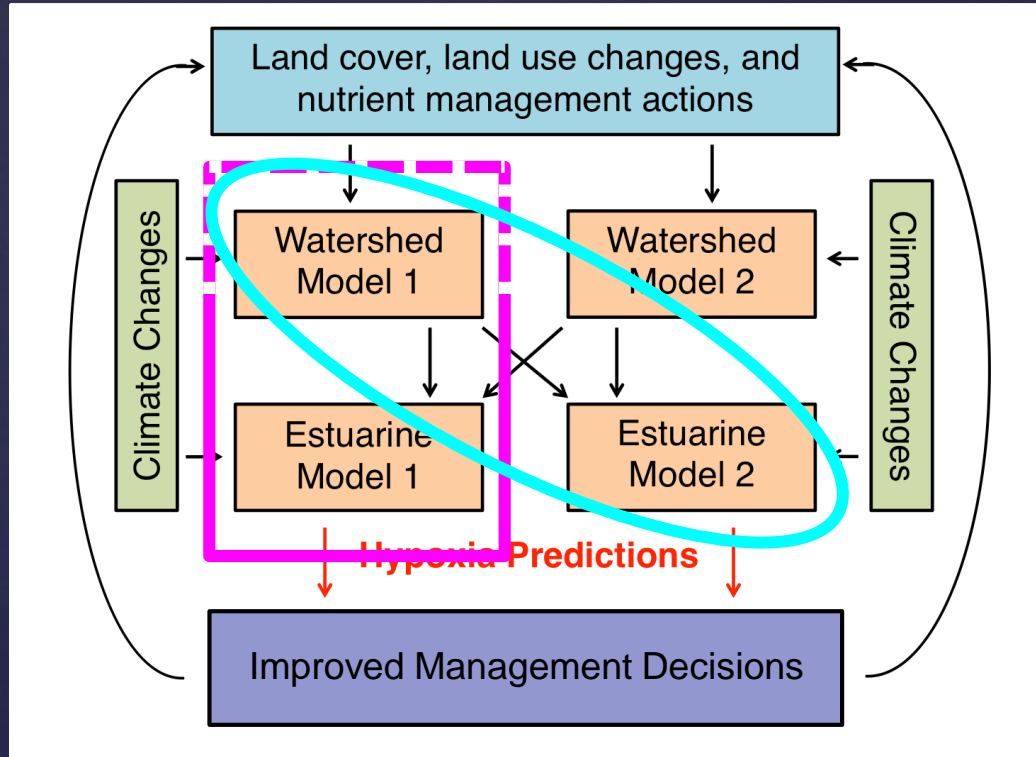 Land cover, land use changes, and
nutrient management actions
Climate Changes
Watershed
Model 1
Watershed
Model 2
Climate Changes
Estuarine
Model 1
Estuarine
Model 2
Hypoxia Predictions
Improved Management Decisions